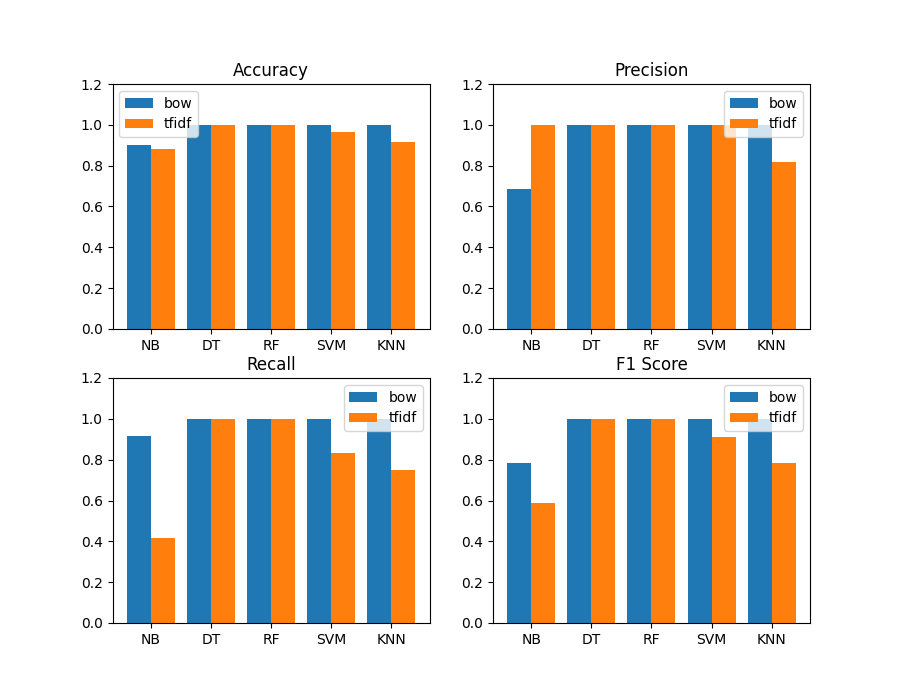 Accuracy
1.2
1.0
0.8
0.6
0.4
0.2
0.0
bow
tfidf
NB DT RF SVM KNN
Precision
1.2
1.0
0.8
0.6
0.4
0.2
0.0
bow
tfidf
NB DT RF SVM KNN
Recall
1.2
1.0
0.8
0.6
0.4
0.2
0.0
bow
tfidf
NB DT RF SVM KNN
F1 Score
1.2
1.0
0.8
0.6
0.4
0.2
0.0
bow
tfidf
NB DT RF SVM KNN